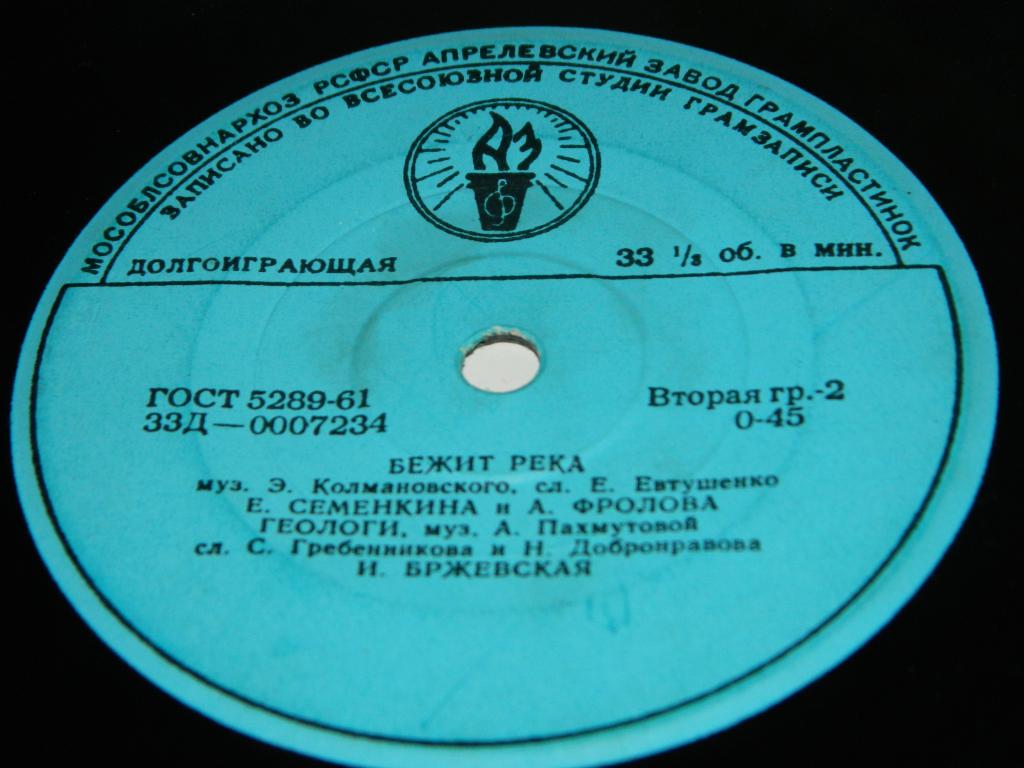 МОСОБЛСОВНАРХОЗ РСФСР АПРЕЛЕВСКИЙ ЗАВОД ГРАМПЛАСТИНОК
ЗАПИСАНО ВО ВСЕСОЮЗНОЙ СТУДИИ ГРАМЗАПИСИ
АЗ
ДОЛГОИГРАЮЩАЯ 33 1/3 об. в мин.
ГОСТ 5289-61 Вторая гр.-2
33Д—0007234 0-45
БЕЖИТ РЕКА
муз. Э. Колмановского, сл. Е. Евтушенко
Е. СЕМЕНКИНА и А. ФРОЛОВА
ГЕОЛОГИ, муз. А. Пахмутовой
сл. С. Гребенникова и Н. Добронравова
И. БРЖЕВСКАЯ